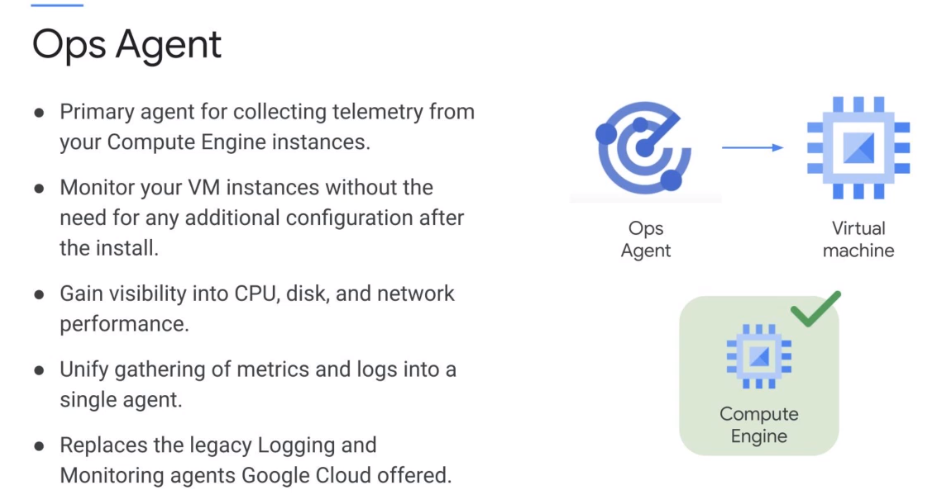 Ops Agent
● Primary agent for collecting telemetry from
your Compute Engine instances.
● Monitor your VM instances without the
need for any additional configuration after
the install.
● Gain visibility into CPU, disk, and network
performance.
● Unify gathering of metrics and logs into a
single agent.
● Replaces the legacy Logging and
Monitoring agents Google Cloud offered.
Ops
Agent
Virtual
machine
Compute
Engine